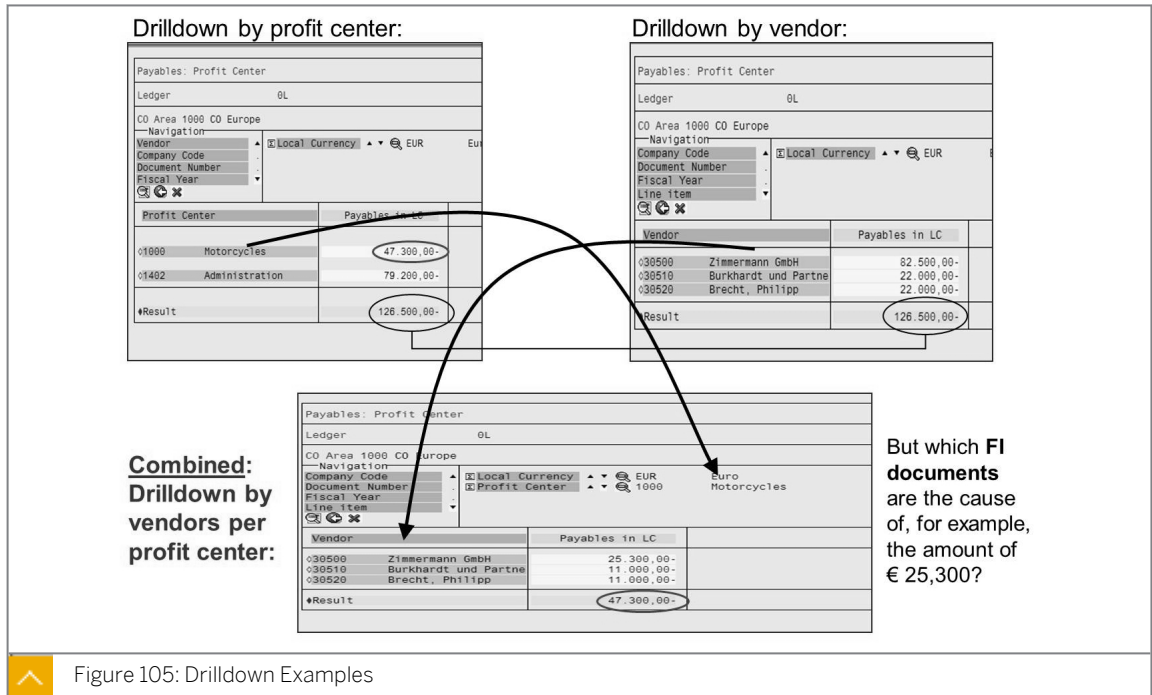 Drilldown by profit center:
Payables: Profit Center
Ledger 0L
CO Area 1000 CO Europe
Navigation
Vendor
Company Code
Document Number
Fiscal Year
Local Currency EUR Eu
Profit Center Payables in LC
1000 Motorcycles 47.300,00-
1402 Administration 79.200,00-
Result 126.500,00-
Drilldown by vendor:
Payables: Profit Center
Ledger 0L
CO Area 1000 CO Europe
Navigation
Company Code
Document Number
Fiscal Year
Line item
Local Currency EUR
Vendor Payables in LC
30500 Zimmermann GmbH 82.500,00-
30510 Burkhardt und Partne 22.000,00-
30520 Brecht, Philipp 22.000,00-
Result 126.500,00-
Combined:
Drilldown by
vendors per
profit center:
Payables: Profit Center
Ledger 0L
CO Area 1000 CO Europe
Navigation
Company Code
Document Number
Fiscal Year
Line item
Local Currency EUR Euro
Profit Center 1000 Motorcycles
Vendor Payables in LC
30500 Zimmermann GmbH 25.300,00-
30510 Burkhardt und Partne 11.000,00-
30520 Brecht, Philipp 11.000,00-
Result 47.300,00-
But which FI
documents
are the cause
of, for example,
the amount of
€ 25,300?
Figure 105: Drilldown Examples